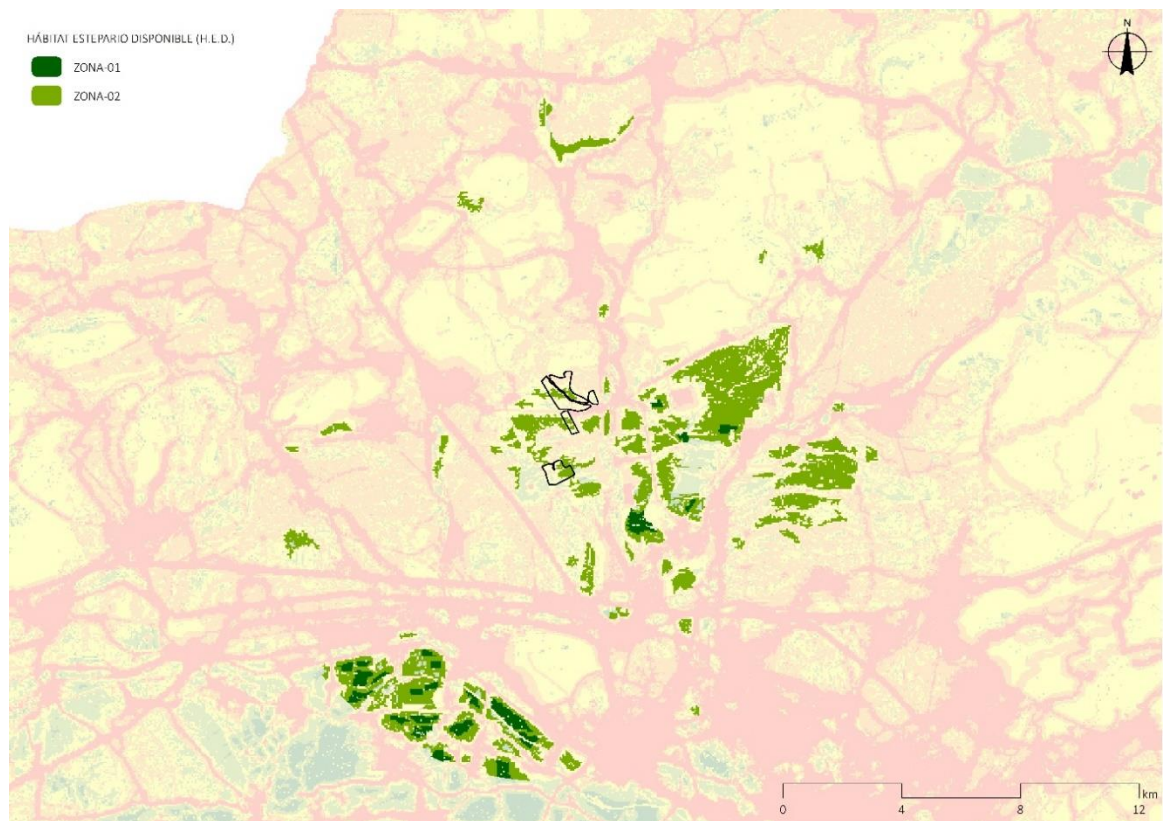 HÁBITAT ESTEPARIO DISPONIBLE (H.E.D.)
ZONA-01
ZONA-02
N
km
0 4 8 12